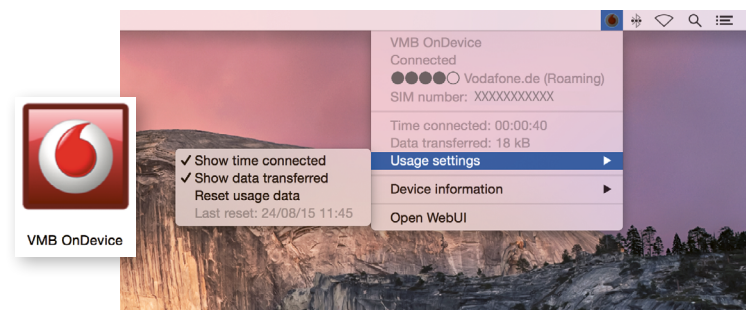 VMB OnDevice
Connected
Vodafone.de (Roaming)
SIM number: XXXXXXXXXXX
Time connected: 00:00:40
Data transferred: 18 kB
Usage settings
Device information
Open WebUI
✓ Show time connected
✓ Show data transferred
Reset usage data
Last reset: 24/08/15 11:45
VMB OnDevice